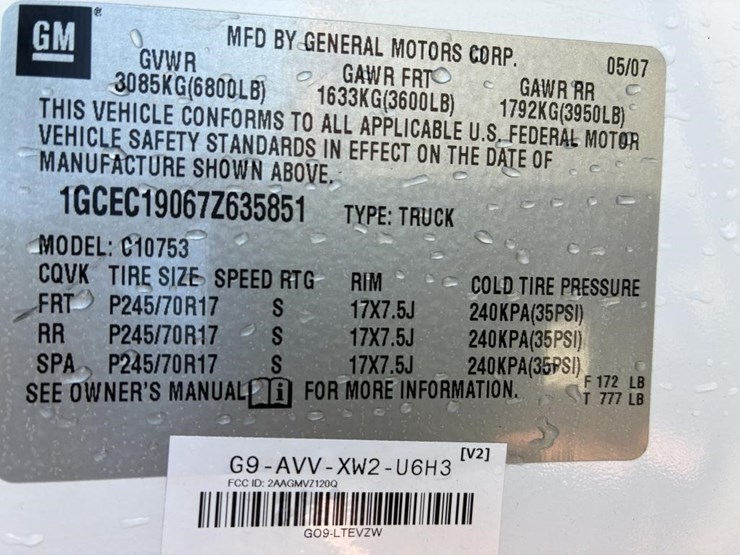 GM
MFD BY GENERAL MOTORS CORP. 05/07
GVWR GAWR FRT GAWR RR
3085KG(6800LB) 1633KG(3600LB) 1792KG(3950LB)
THIS VEHICLE CONFORMS TO ALL APPLICABLE U.S. FEDERAL MOTOR
VEHICLE SAFETY STANDARDS IN EFFECT ON THE DATE OF
MANUFACTURE SHOWN ABOVE.
1GCEC19067Z635851 TYPE: TRUCK
MODEL: C10753
CQVK TIRE SIZE SPEED RTG RIM COLD TIRE PRESSURE
FRT P245/70R17 S 17X7.5J 240KPA(35PSI)
RR P245/70R17 S 17X7.5J 240KPA(35PSI)
SPA P245/70R17 S 17X7.5J 240KPA(35PSI)
SEE OWNER'S MANUAL i FOR MORE INFORMATION.
F 172 LB
T 777 LB
G9-AVV-XW2-U6H3 [V2]
FCC ID: 2AAGMVZ120Q
GO9-LTEVZW